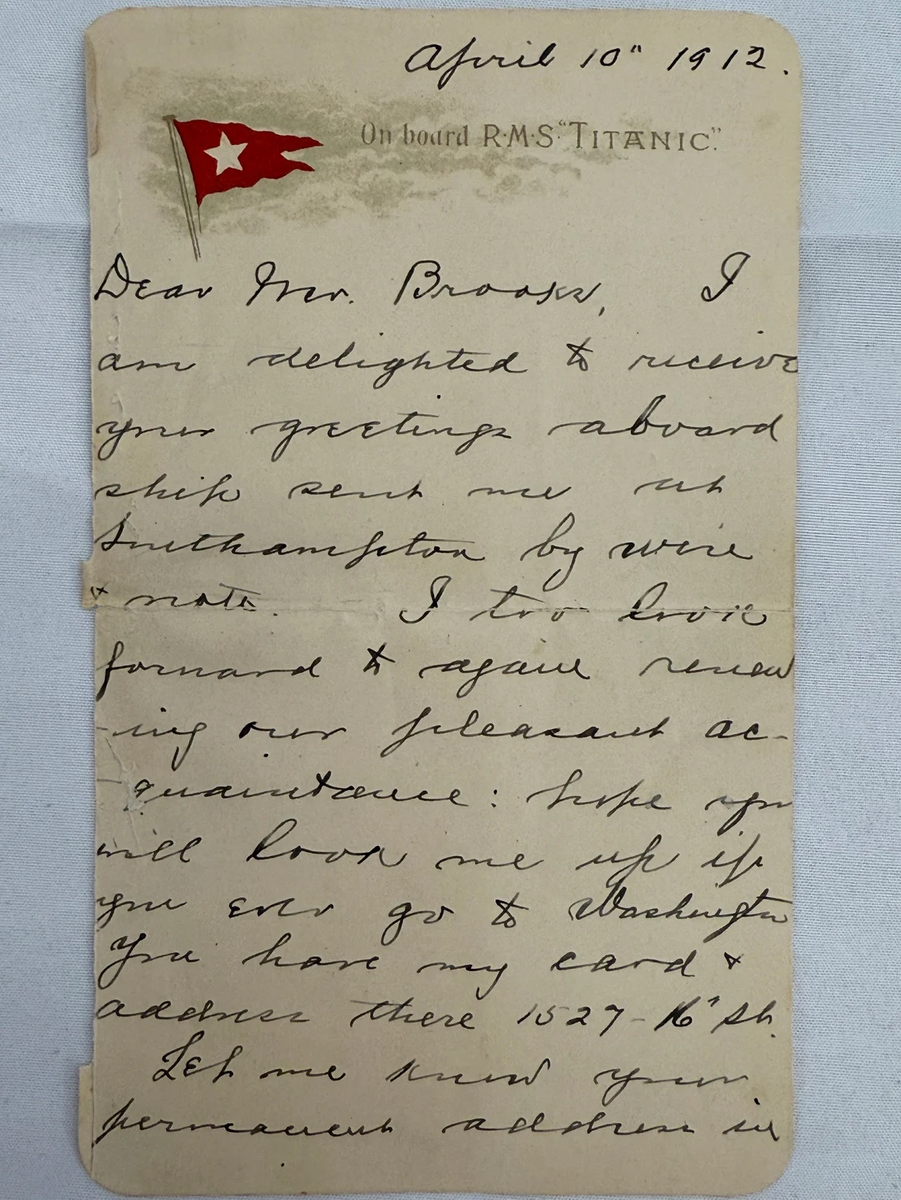 April 10" 1912.
On board R·M·S "TITANIC".
Dear Mr. Brooks, I
am delighted to receive
your greetings aboard
ship sent me at
Southampton by wire
& note. I too look
forward to again renew
-ing our pleasant ac-
quaintance: hope you
will look me up if
you ever go to Washington
You have my card &
address there 1527-16" St.
Let me know your
permanent address in